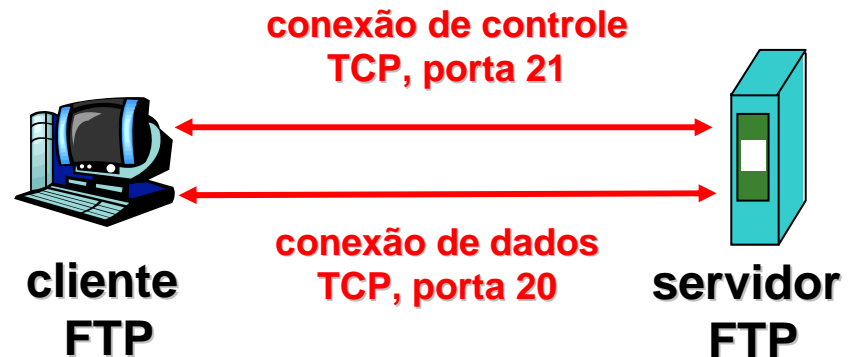 conexão de controle
TCP, porta 21
conexão de dados
TCP, porta 20
cliente
FTP
servidor
FTP